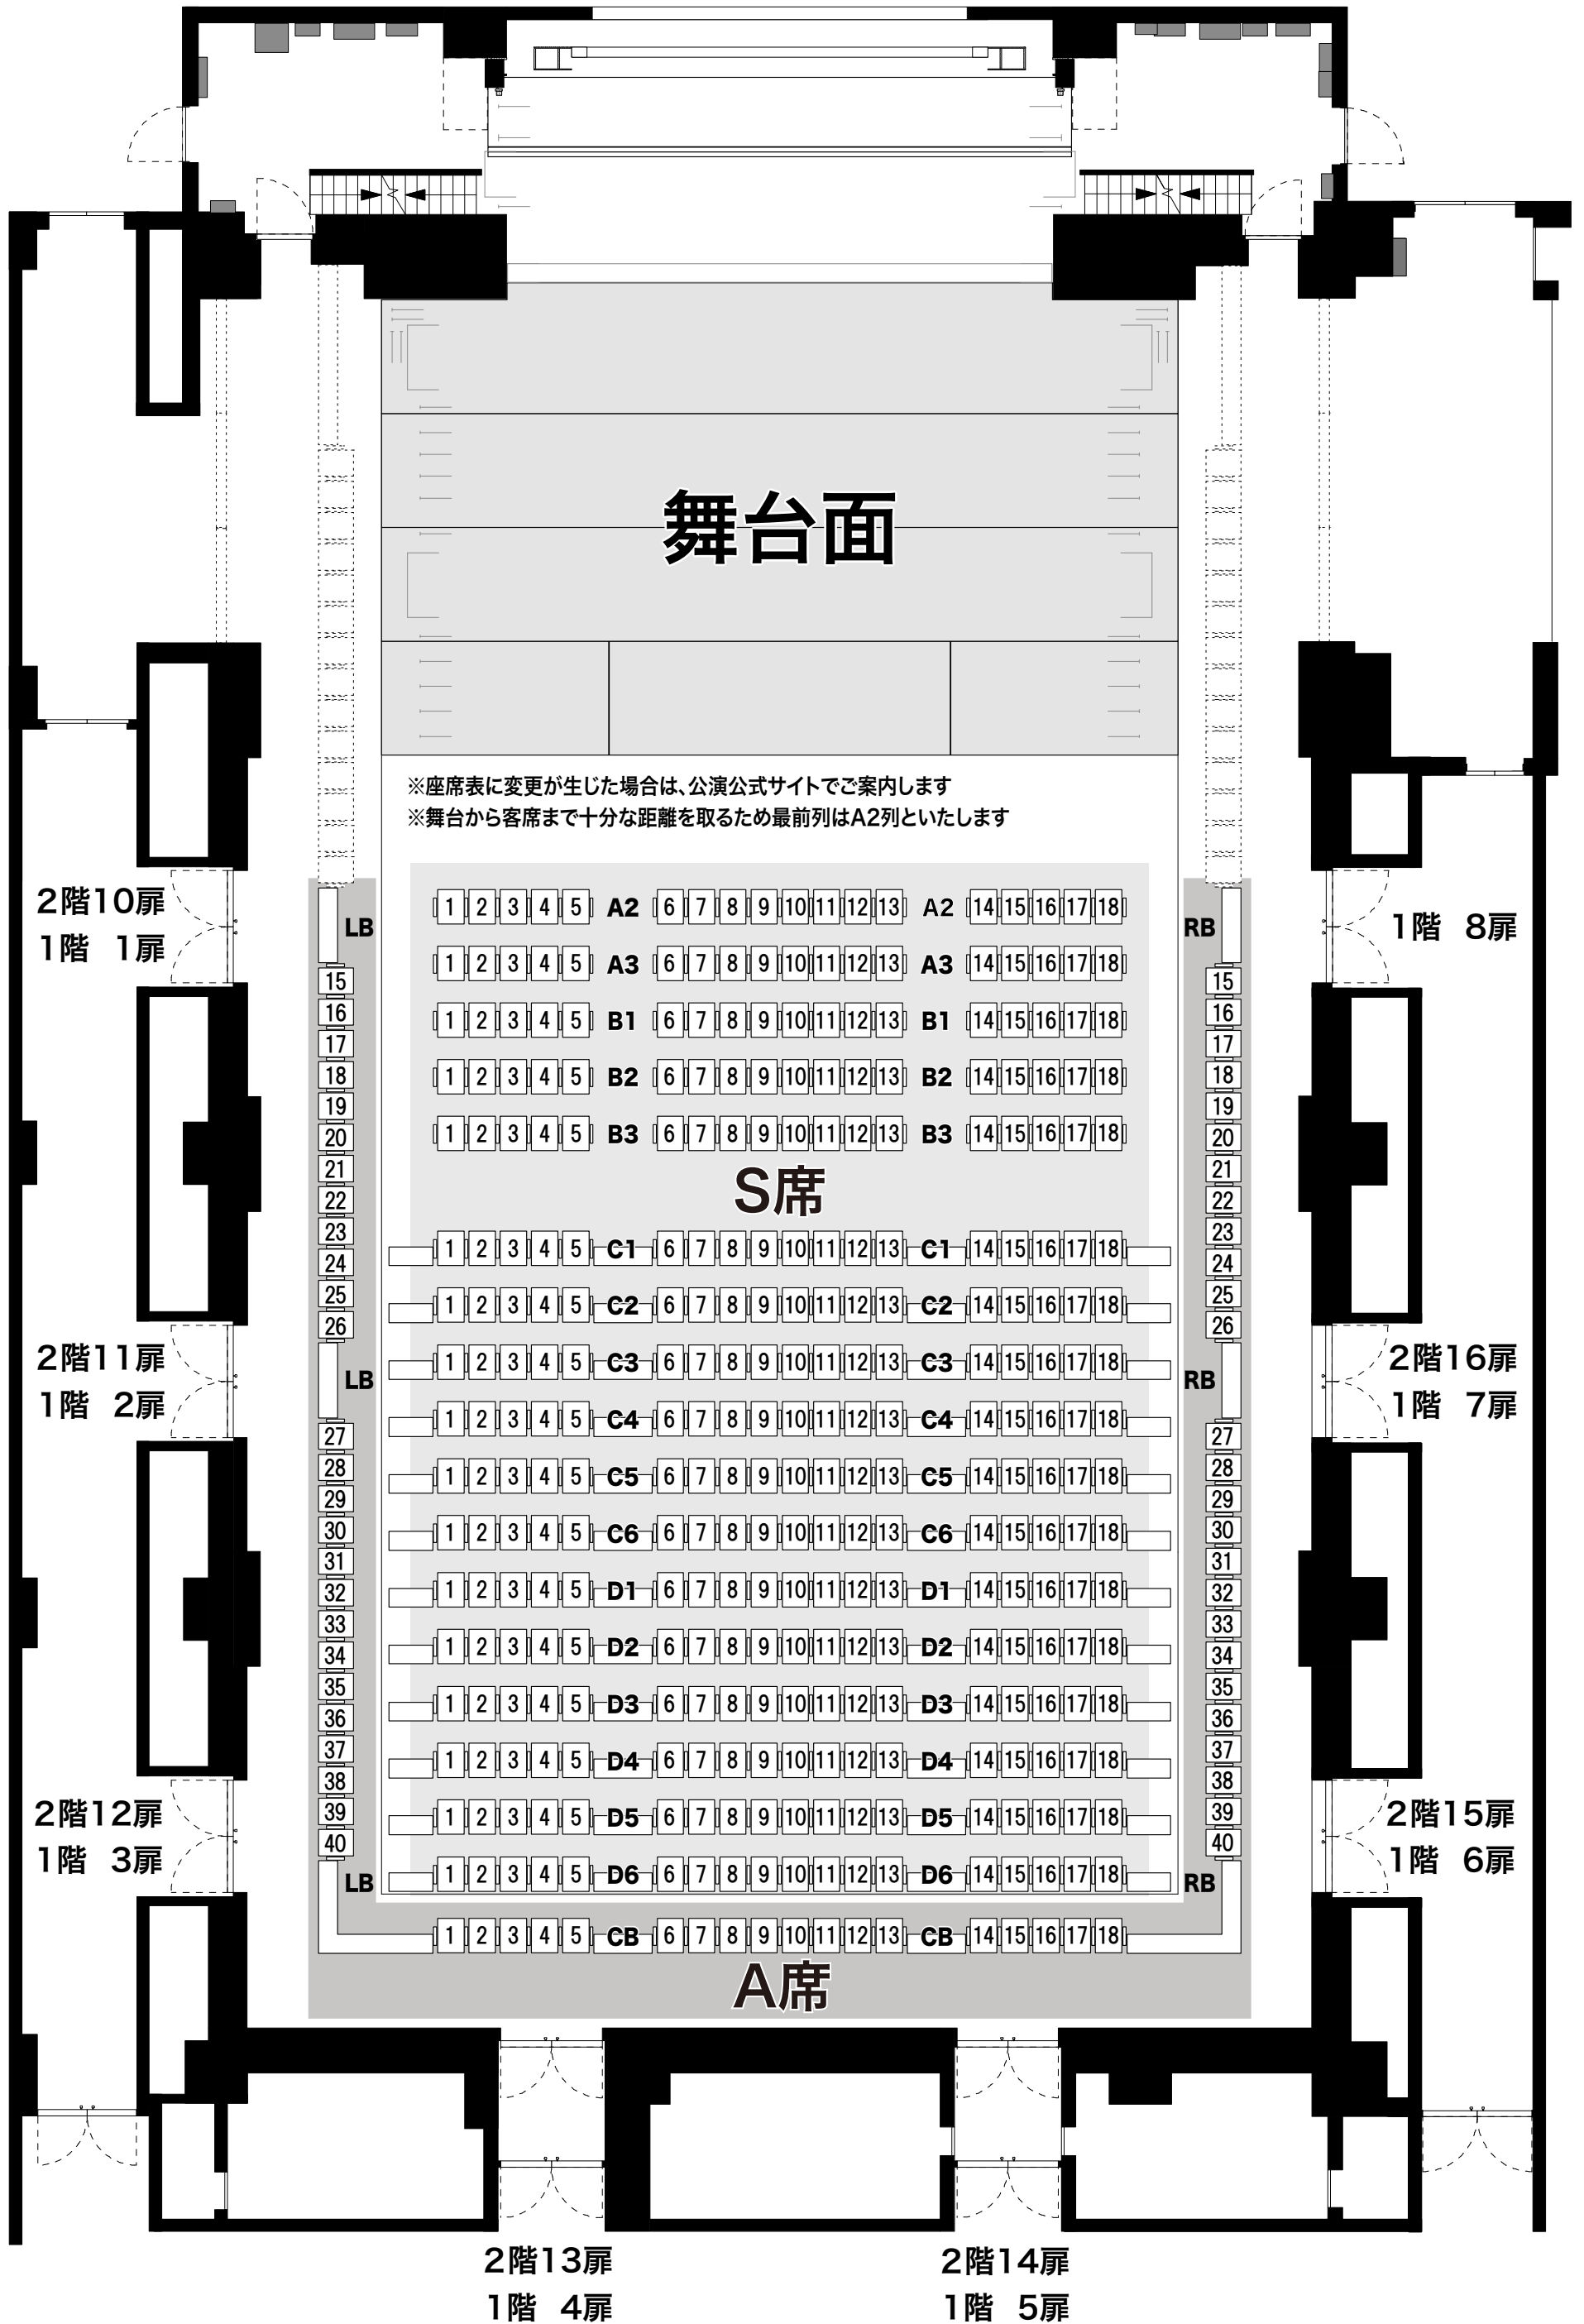 舞台面
※座席表に変更が生じた場合は、公演公式サイトでご案内します
※舞台から客席まで十分な距離を取るため最前列はA2列といたします
2階10扉
1階 1扉
LB
RB
1階 8扉
1 2 3 4 5 A2 6 7 8 9 10 11 12 13 A2 14 15 16 17 18
1 2 3 4 5 A3 6 7 8 9 10 11 12 13 A3 14 15 16 17 18
1 2 3 4 5 B1 6 7 8 9 10 11 12 13 B1 14 15 16 17 18
1 2 3 4 5 B2 6 7 8 9 10 11 12 13 B2 14 15 16 17 18
1 2 3 4 5 B3 6 7 8 9 10 11 12 13 B3 14 15 16 17 18
S席
1 2 3 4 5 C1 6 7 8 9 10 11 12 13 C1 14 15 16 17 18
1 2 3 4 5 C2 6 7 8 9 10 11 12 13 C2 14 15 16 17 18
1 2 3 4 5 C3 6 7 8 9 10 11 12 13 C3 14 15 16 17 18
1 2 3 4 5 C4 6 7 8 9 10 11 12 13 C4 14 15 16 17 18
1 2 3 4 5 C5 6 7 8 9 10 11 12 13 C5 14 15 16 17 18
1 2 3 4 5 C6 6 7 8 9 10 11 12 13 C6 14 15 16 17 18
1 2 3 4 5 D1 6 7 8 9 10 11 12 13 D1 14 15 16 17 18
1 2 3 4 5 D2 6 7 8 9 10 11 12 13 D2 14 15 16 17 18
1 2 3 4 5 D3 6 7 8 9 10 11 12 13 D3 14 15 16 17 18
1 2 3 4 5 D4 6 7 8 9 10 11 12 13 D4 14 15 16 17 18
1 2 3 4 5 D5 6 7 8 9 10 11 12 13 D5 14 15 16 17 18
1 2 3 4 5 D6 6 7 8 9 10 11 12 13 D6 14 15 16 17 18
1 2 3 4 5 CB 6 7 8 9 10 11 12 13 CB 14 15 16 17 18
A席
15
16
17
18
19
20
21
22
23
24
25
26
LB
27
28
29
30
31
32
33
34
35
36
37
38
39
40
LB
15
16
17
18
19
20
21
22
23
24
25
26
RB
27
28
29
30
31
32
33
34
35
36
37
38
39
40
RB
2階11扉
1階 2扉
2階16扉
1階 7扉
2階12扉
1階 3扉
2階15扉
1階 6扉
2階13扉
1階 4扉
2階14扉
1階 5扉